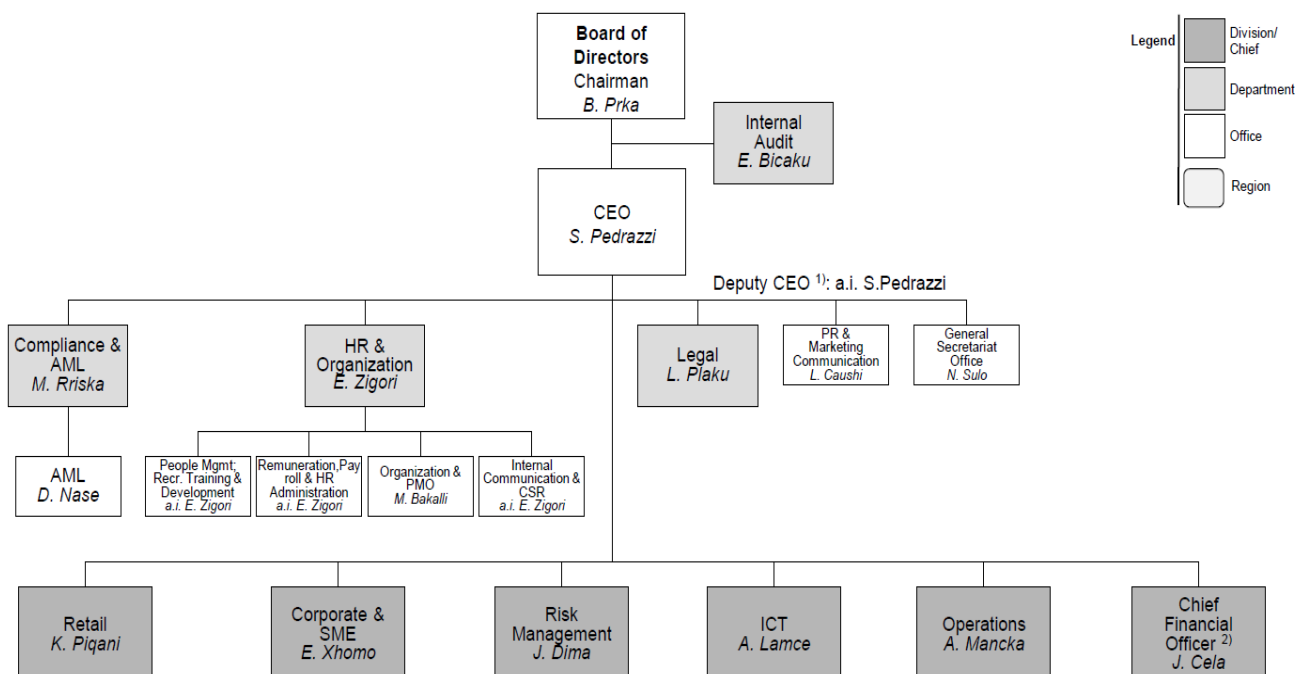 Board of
Directors
Chairman
B. Prka
Legend
Division/
Chief
Department
Office
Region
Internal
Audit
E. Bicaku
CEO
S. Pedrazzi
Deputy CEO 1): a.i. S.Pedrazzi
Compliance &
AML
M. Rriska
HR &
Organization
E. Zigori
Legal
L. Plaku
PR &
Marketing
Communication
L. Caushi
General
Secretariat
Office
N. Sulo
AML
D. Nase
People Mgmt;
Recr. Training &
Development
a.i. E. Zigori
Remuneration,Pay
roll & HR
Administration
a.i. E. Zigori
Organization &
PMO
M. Bakalli
Internal
Communication &
CSR
a.i. E. Zigori
Retail
K. Piqani
Corporate &
SME
E. Xhomo
Risk
Management
J. Dima
ICT
A. Lamce
Operations
A. Mancka
Chief
Financial
Officer 2)
J. Cela